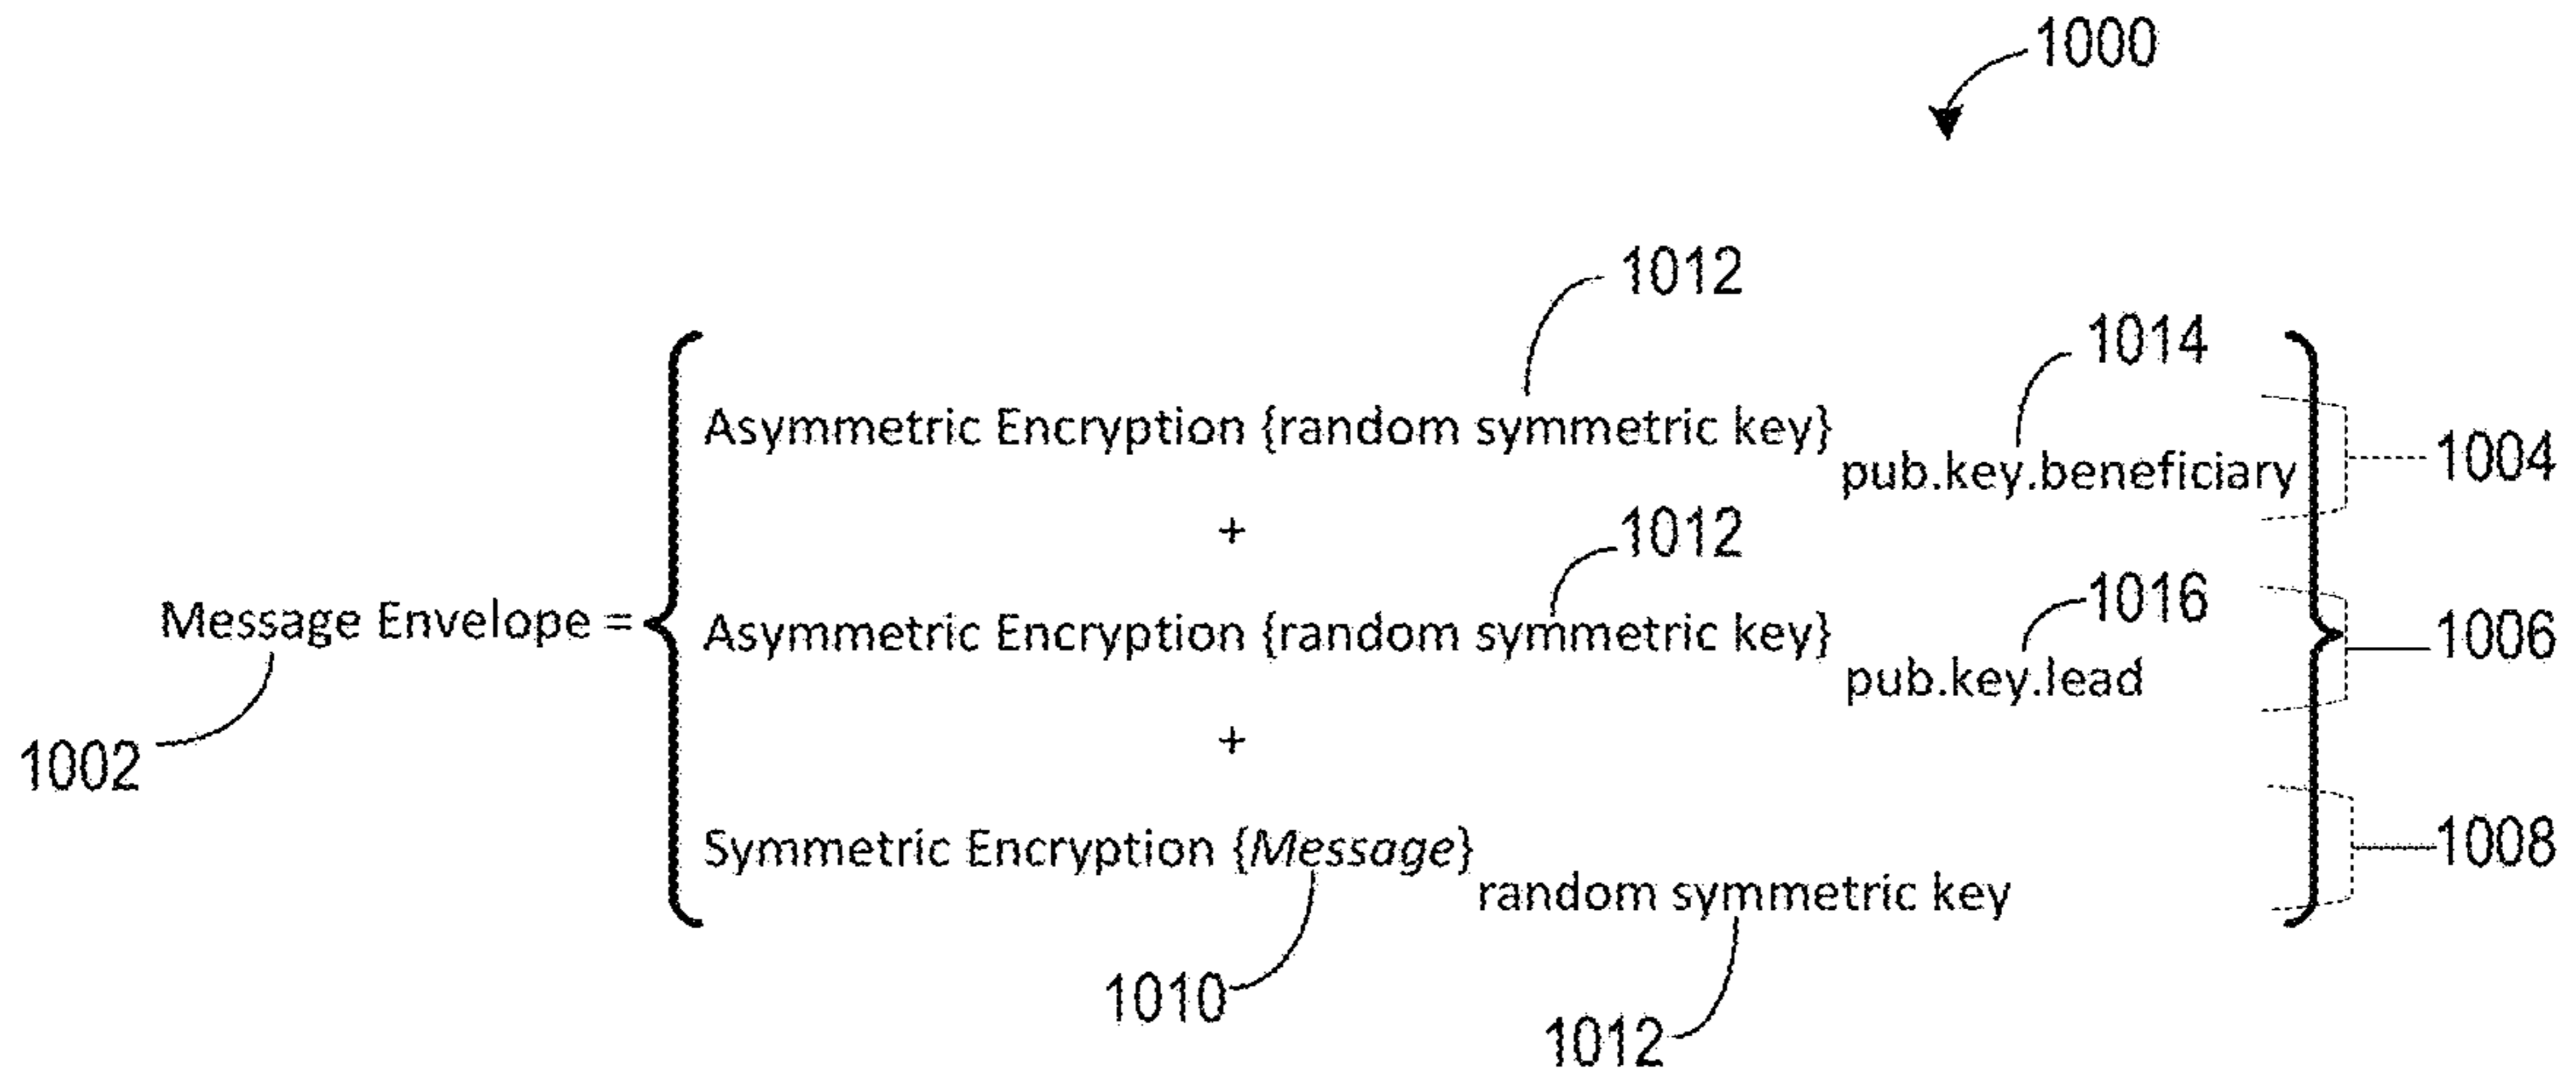 1000
1012
1014
Asymmetric Encryption {random symmetric key}
pub.key.beneficiary
1004
+
1012
1016
Message Envelope =
Asymmetric Encryption {random symmetric key}
pub.key.lead
1006
1002
+
Symmetric Encryption {Message}
random symmetric key
1008
1010
1012